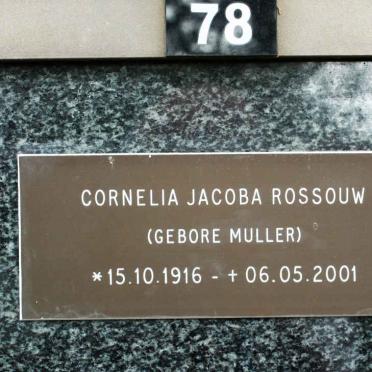 78
CORNELIA JACOBA ROSSOUW
(GEBORE MULLER)
*15.10.1916 - + 06.05.2001